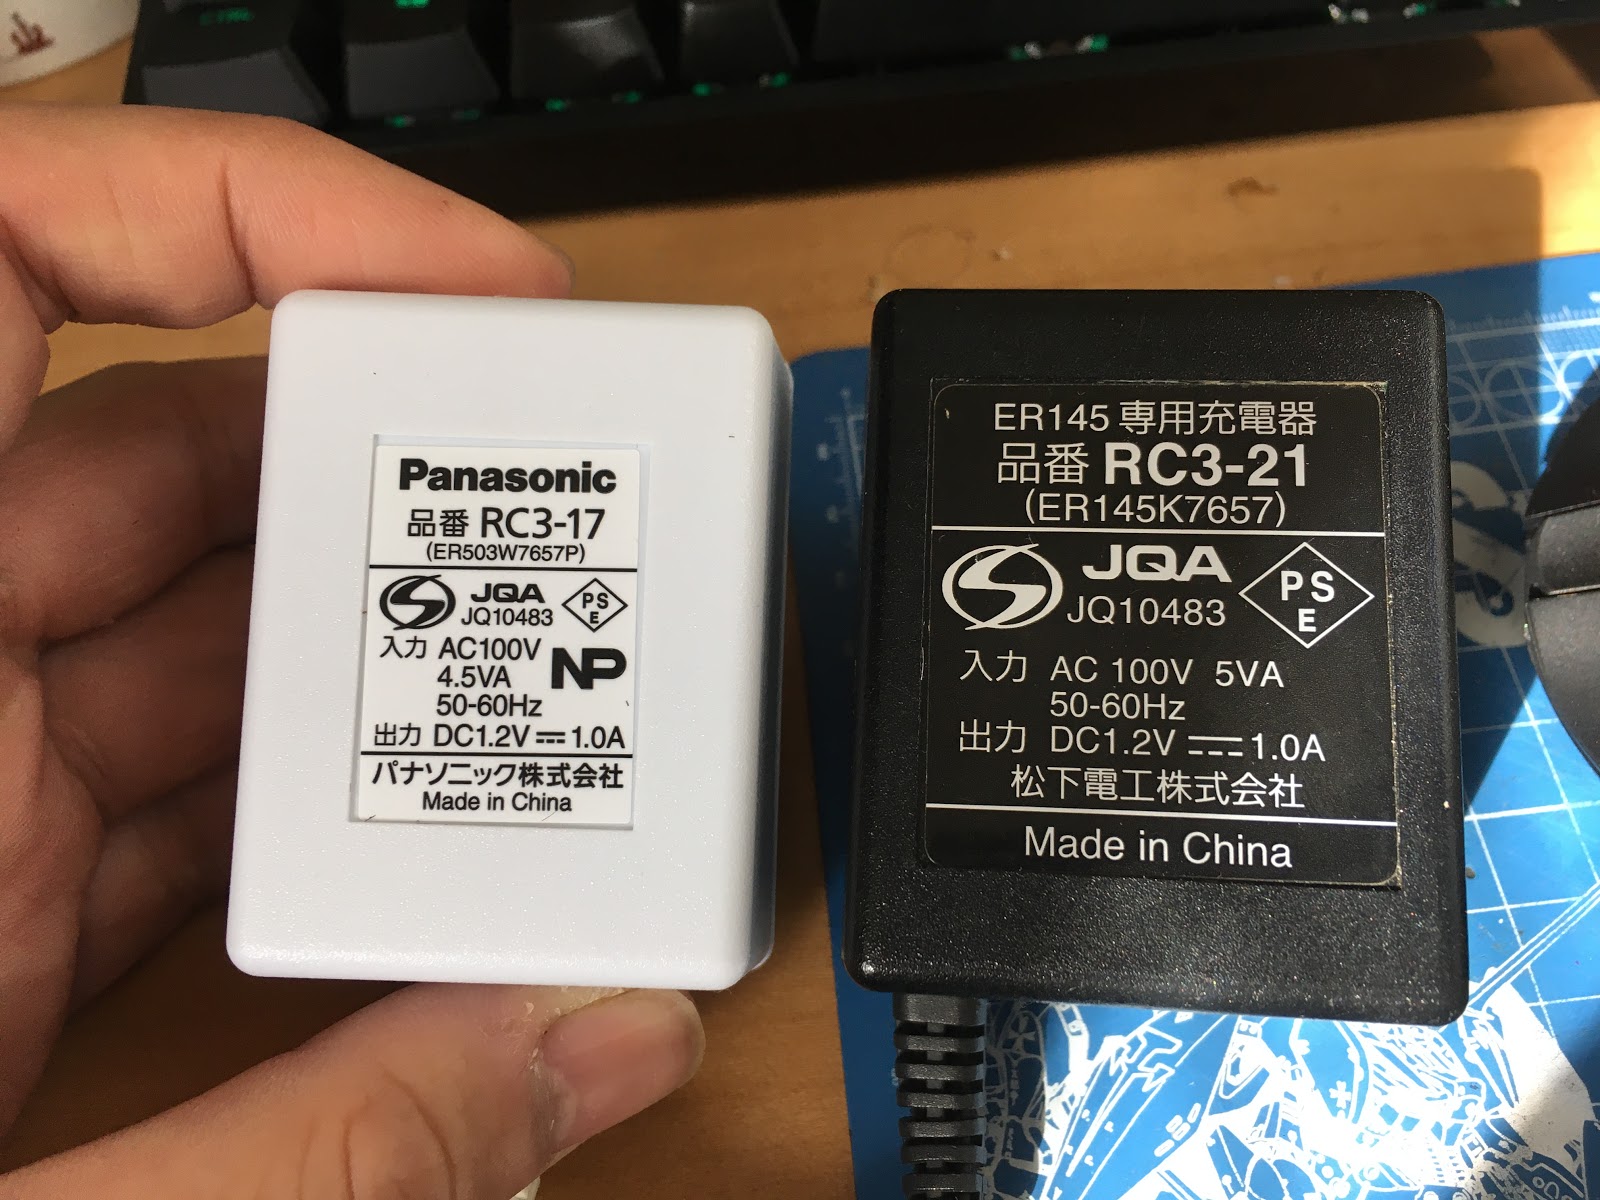 CTRL
Panasonic
品番 RC3-17
(ER503W7657P)
JQA
JQ10483
PS
E
入力 AC100V
4.5VA
50-60Hz
NP
出力 DC1.2V 1.0A
パナソニック株式会社
Made in China
ER145 専用充電器
品番 RC3-21
(ER145K7657)
JQA
JQ10483
PS
E
入力 AC 100V 5VA
50-60Hz
出力 DC1.2V 1.0A
松下電工株式会社
Made in China